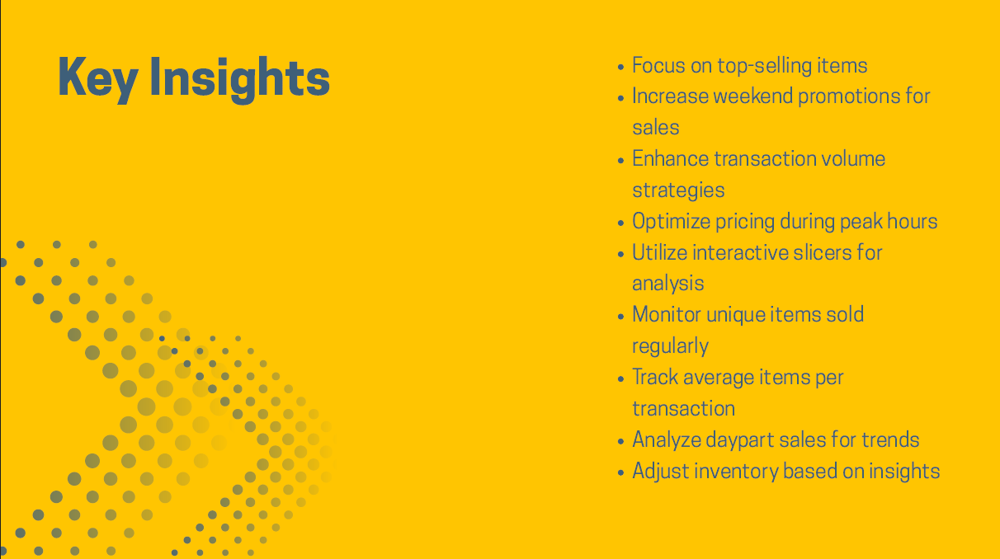 Key Insights
• Focus on top-selling items
• Increase weekend promotions for
sales
• Enhance transaction volume
strategies
• Optimize pricing during peak hours
• Utilize interactive slicers for
analysis
• Monitor unique items sold
regularly
• Track average items per
transaction
• Analyze daypart sales for trends
• Adjust inventory based on insights